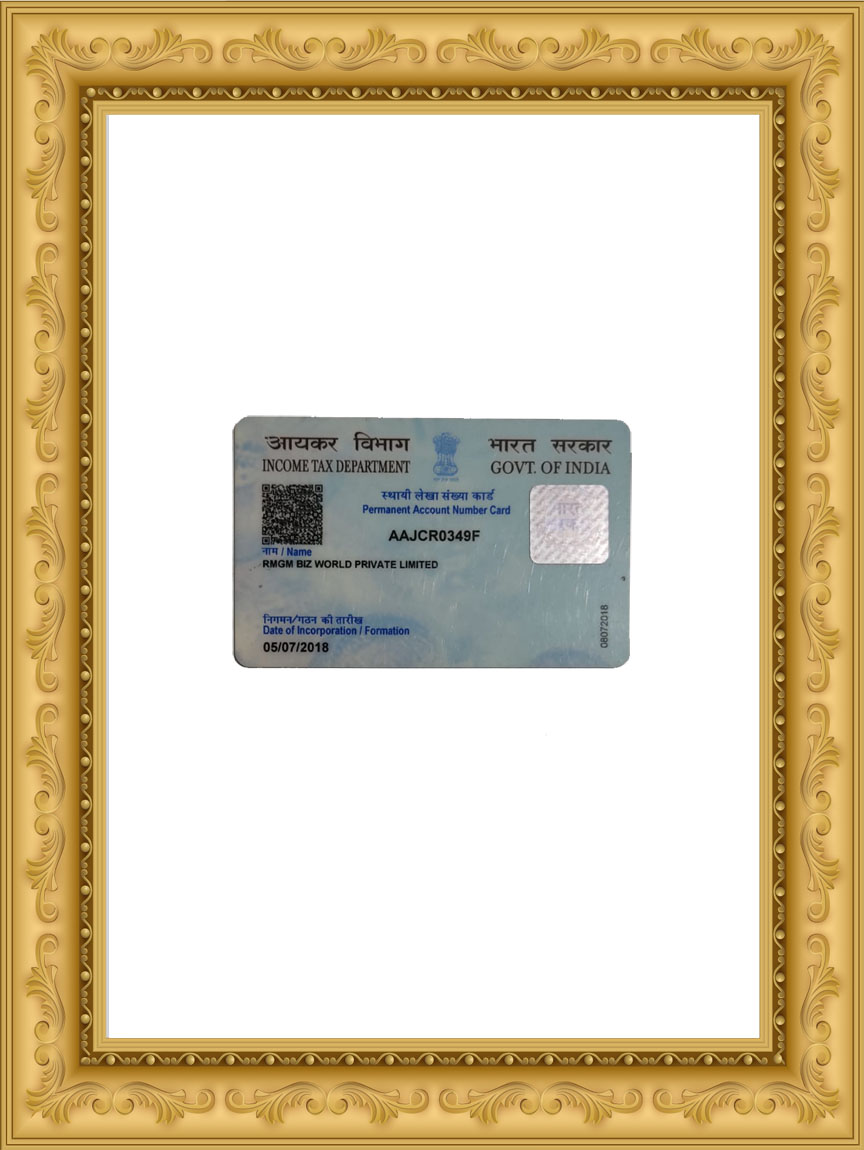 आयकर विभाग
INCOME TAX DEPARTMENT
भारत सरकार
GOVT. OF INDIA
स्थायी लेखा संख्या कार्ड
Permanent Account Number Card
AAJCR0349F
नाम / Name
RMGM BIZ WORLD PRIVATE LIMITED
निगमन/गठन की तारीख
Date of Incorporation / Formation
05/07/2018
08072018